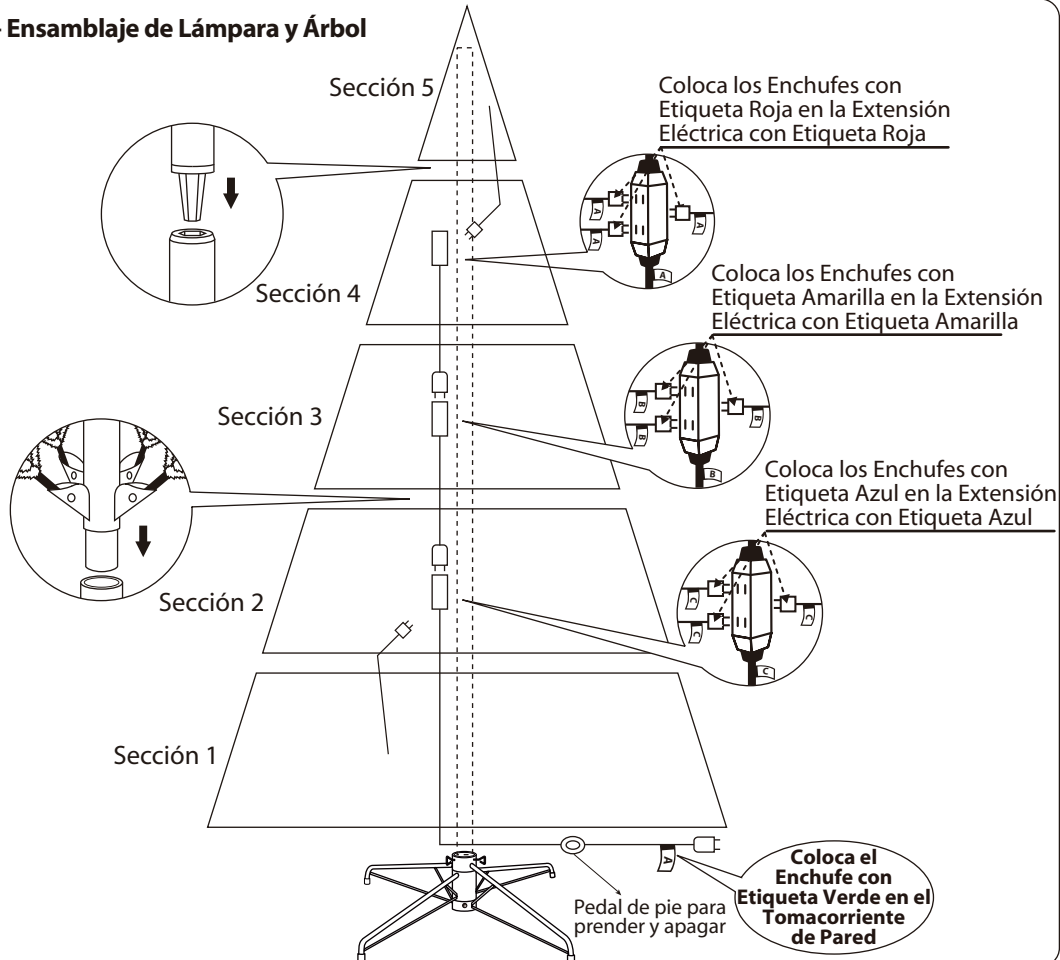 Ensamblaje de Lámpara y Árbol
Sección 5
Coloca los Enchufes con
Etiqueta Roja en la Extensión
Eléctrica con Etiqueta Roja
A
A
A
A
Sección 4
Coloca los Enchufes con
Etiqueta Amarilla en la Extensión
Eléctrica con Etiqueta Amarilla
B
B
B
B
Sección 3
Coloca los Enchufes con
Etiqueta Azul en la Extensión
Eléctrica con Etiqueta Azul
C
C
C
C
Sección 2
Sección 1
A
Pedal de pie para
prender y apagar
Coloca el
Enchufe con
Etiqueta Verde en el
Tomacorriente
de Pared